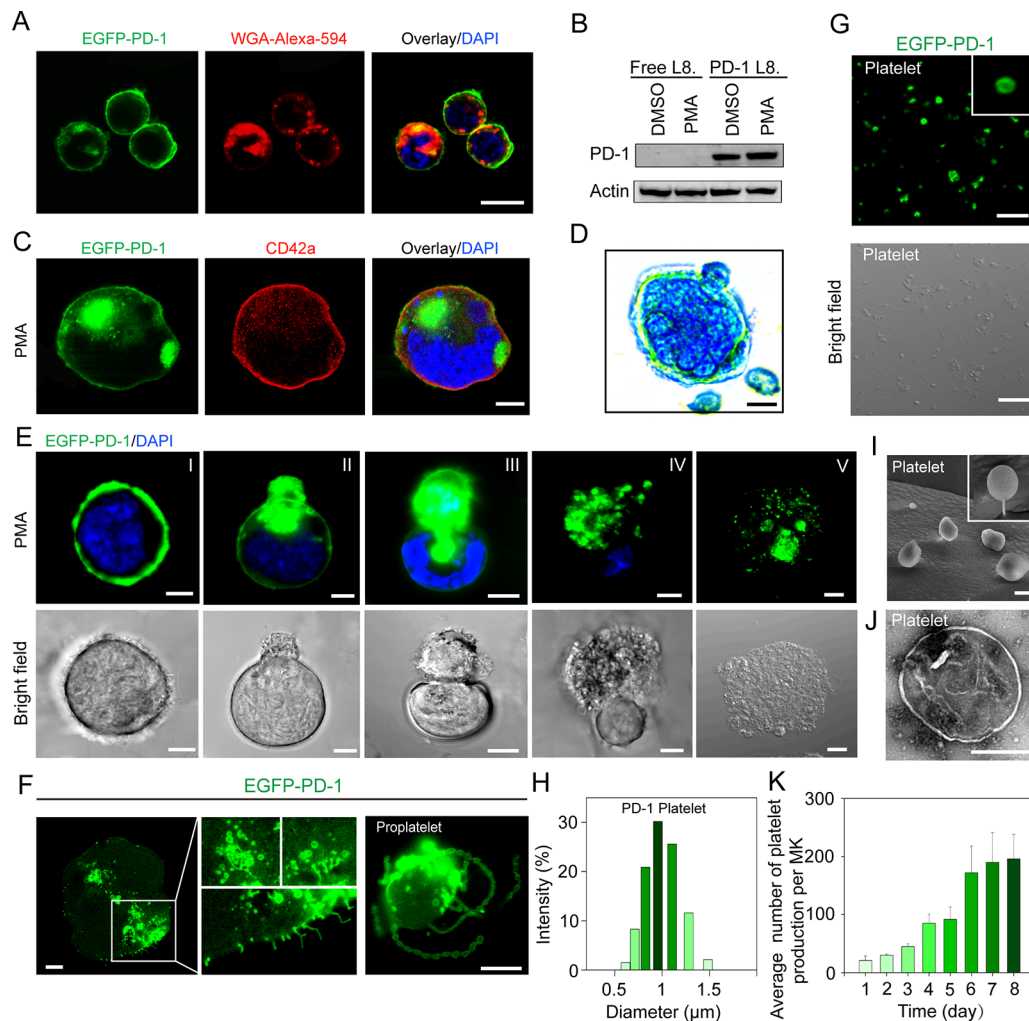 A
EGFP-PD-1
WGA-Alexa-594
Overlay/DAPI
B
Free L8.
PD-1 L8.
DMSO
PMA
DMSO
PMA
PD-1
Actin
C
EGFP-PD-1
CD42a
Overlay/DAPI
PMA
D
E
EGFP-PD-1/DAPI
I
II
III
IV
V
PMA
Bright field
F
EGFP-PD-1
Proplatelet
G
EGFP-PD-1
Platelet
Platelet
Bright field
H
PD-1 Platelet
Intensity (%)
30
20
10
0
0.5
1
1.5
Diameter (µm)
I
Platelet
J
Platelet
K
Average number of platelet
production per MK
300
200
100
0
1 2 3 4 5 6 7 8
Time (day)